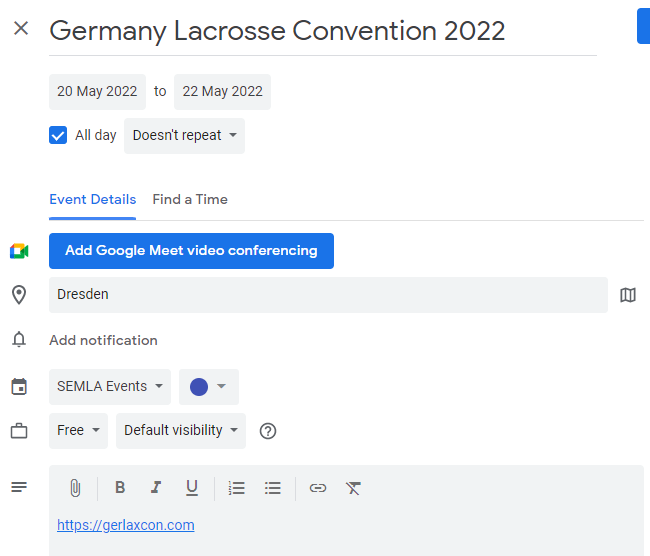 Germany Lacrosse Convention 2022
20 May 2022 to 22 May 2022
All day Doesn't repeat
Event Details Find a Time
Add Google Meet video conferencing
Dresden
Add notification
SEMLA Events
Free Default visibility
B I U
https://gerlaxcon.com